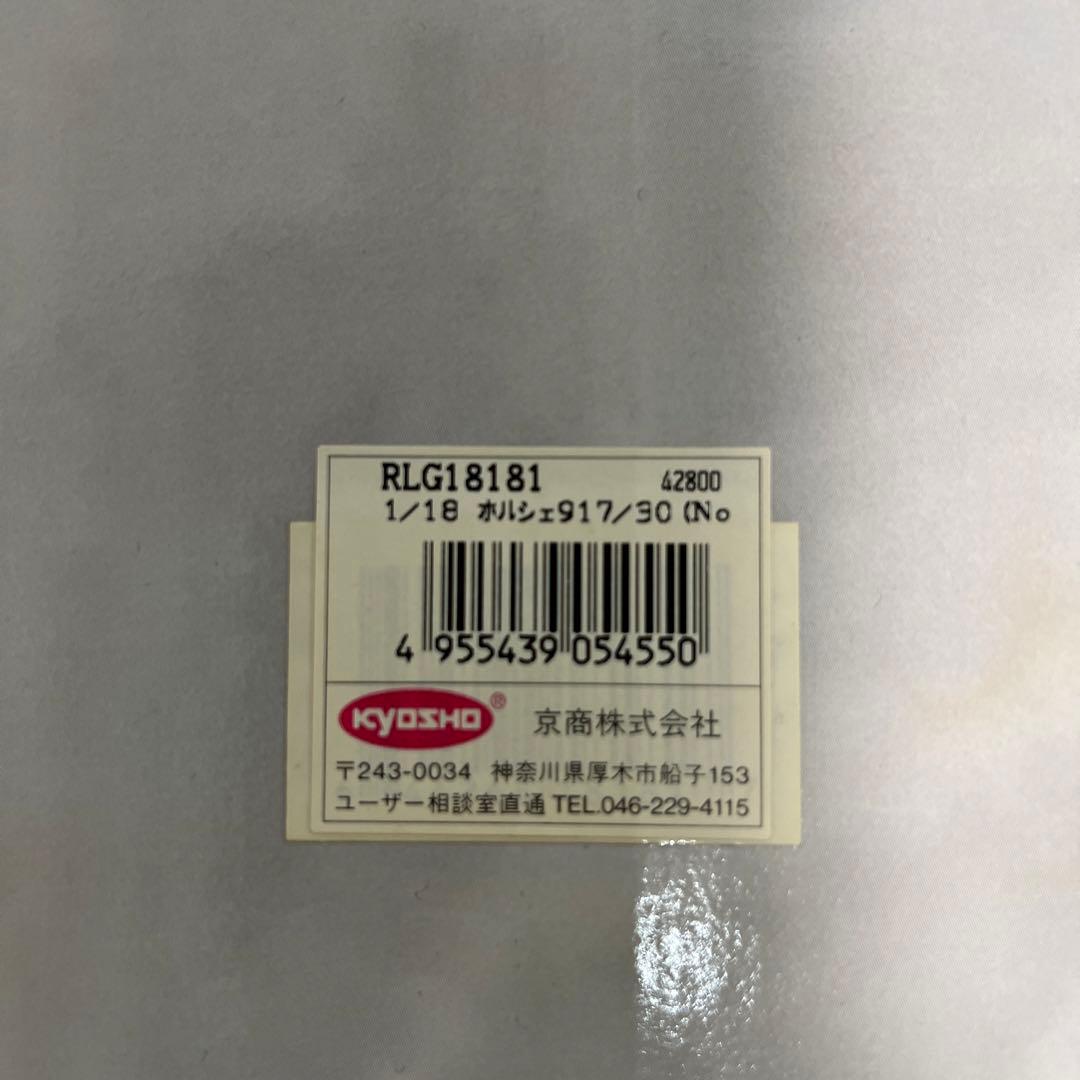 RLG18181 42800
1/18 ポルシェ917/30 (No
4 955439 054550
KYOSHO® 京商株式会社
〒243-0034 神奈川県厚木市船子153
ユーザー相談室直通 TEL.046-229-4115